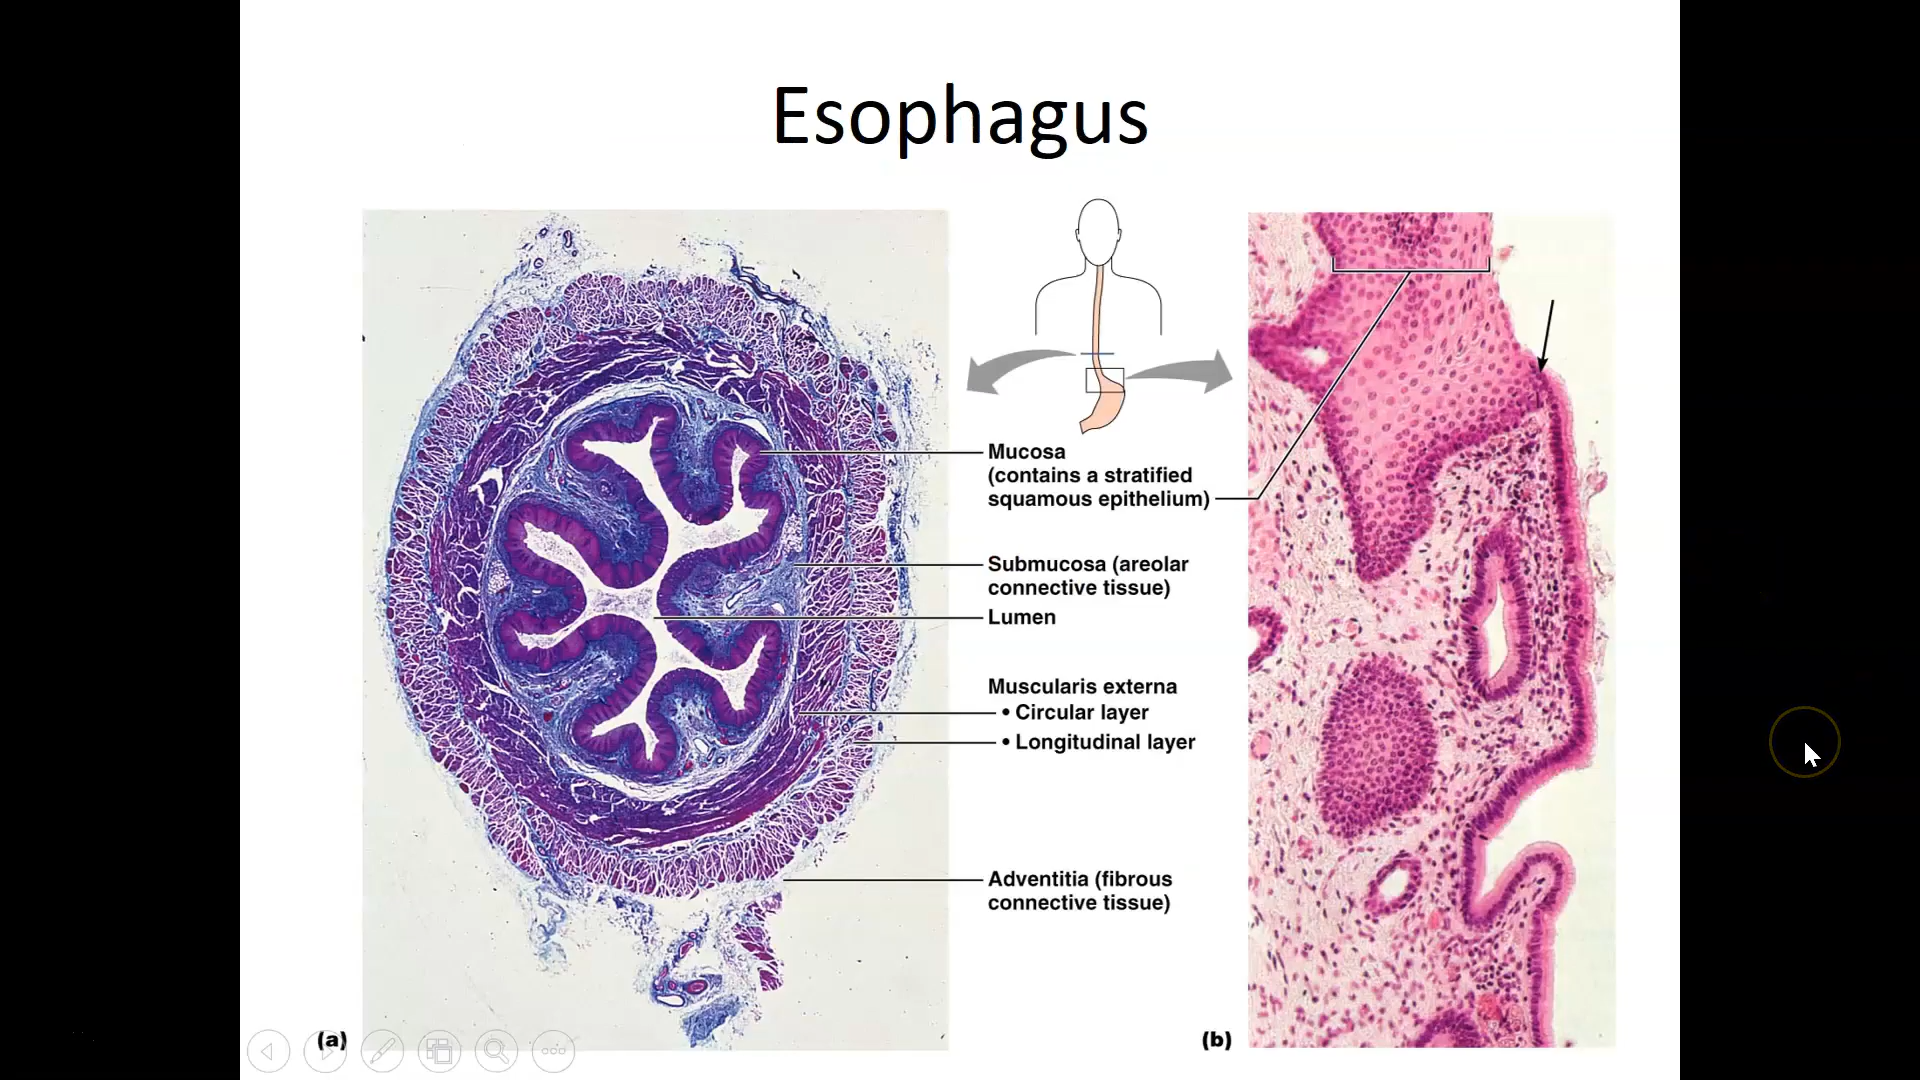 Esophagus
Mucosa
(contains a stratified
squamous epithelium)
Submucosa (areolar
connective tissue)
Lumen
Muscularis externa
• Circular layer
• Longitudinal layer
Adventitia (fibrous
connective tissue)
(a)
(b)